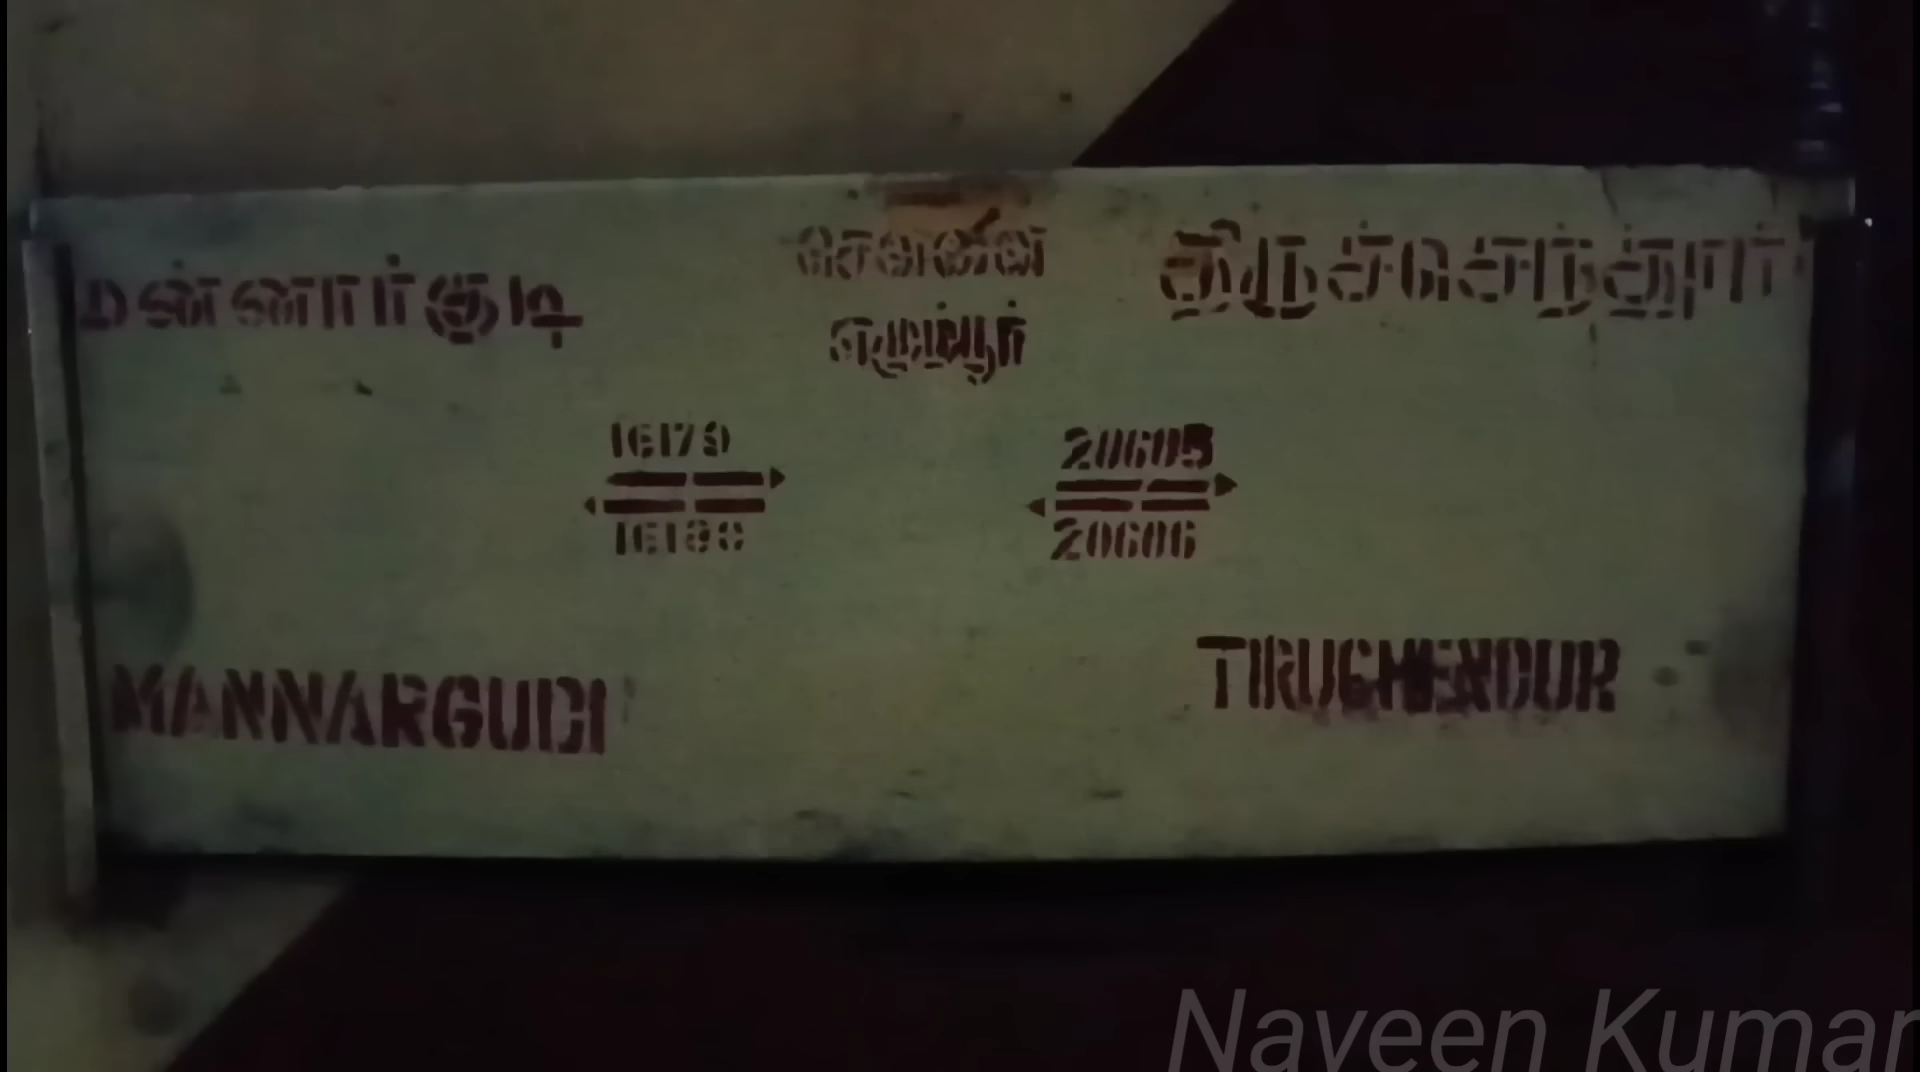 மன்னார்குடி
சென்னை
எழும்பூர்
திருச்செந்தூர்
16179
16180
20605
20606
MANNARGUDI
TIRUCHENDUR
Naveen Kumar